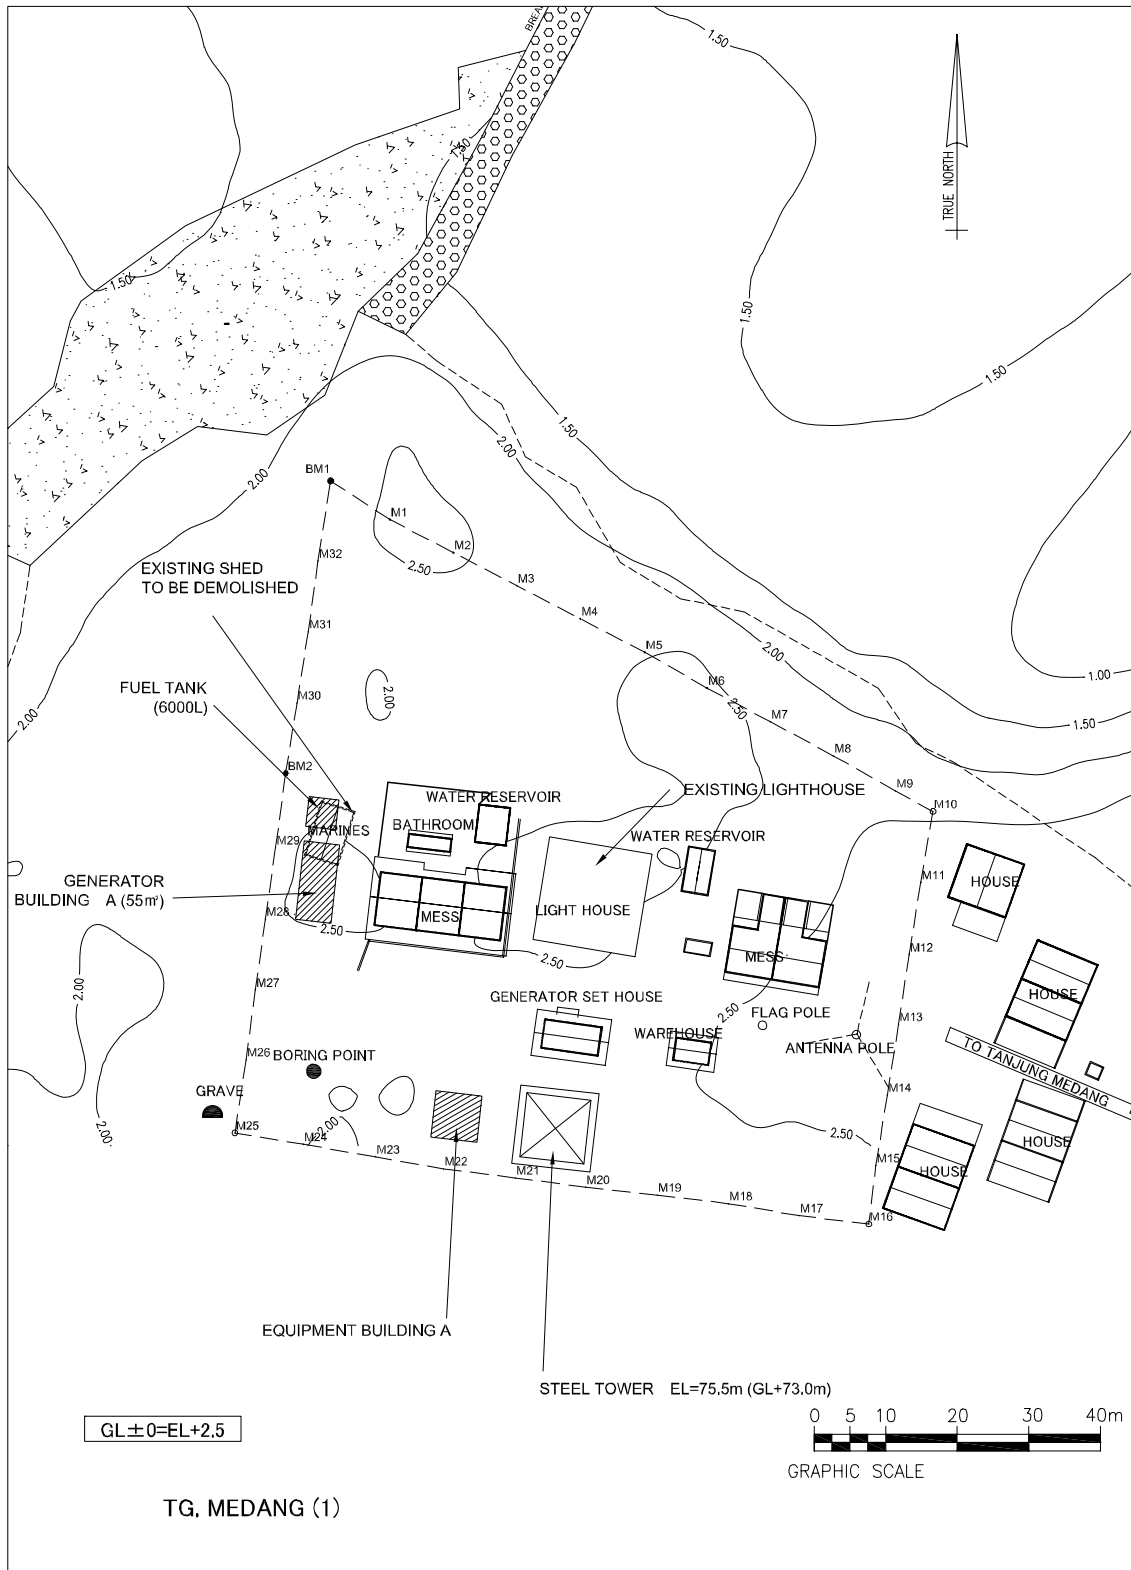 BREA
1.50
TRUE NORTH
1.50
1.50
1.50
1.50
1.50
2.00
2.00
BM1
M1
M2
2.50
M32
M3
EXISTING SHED
TO BE DEMOLISHED
M31
M4
M5
2.00
1.00
FUEL TANK
(6000L)
M30
2.00
M6
2.50
M7
2.00
1.50
M8
BM2
M9
M10
WATER RESERVOIR
EXISTING LIGHTHOUSE
MARINES
BATHROOM
WATER RESERVOIR
M29
GENERATOR
BUILDING A (55㎡)
M11
HOUSE
M28
MESS
LIGHT HOUSE
2.50
M12
2.50
MESS
M27
2.00
GENERATOR SET HOUSE
2.50
FLAG POLE
HOUSE
M13
WAREHOUSE
ANTENNA POLE
M26
BORING POINT
TO TANJUNG MEDANG
GRAVE
M14
2.00
M25
M24
2.00
M23
M22
M21
M20
M19
M18
M17
M16
M15
2.50
HOUSE
HOUSE
EQUIPMENT BUILDING A
STEEL TOWER EL=75.5m (GL+73.0m)
GL±0=EL+2.5
0 5 10 20 30 40m
GRAPHIC SCALE
TG. MEDANG (1)